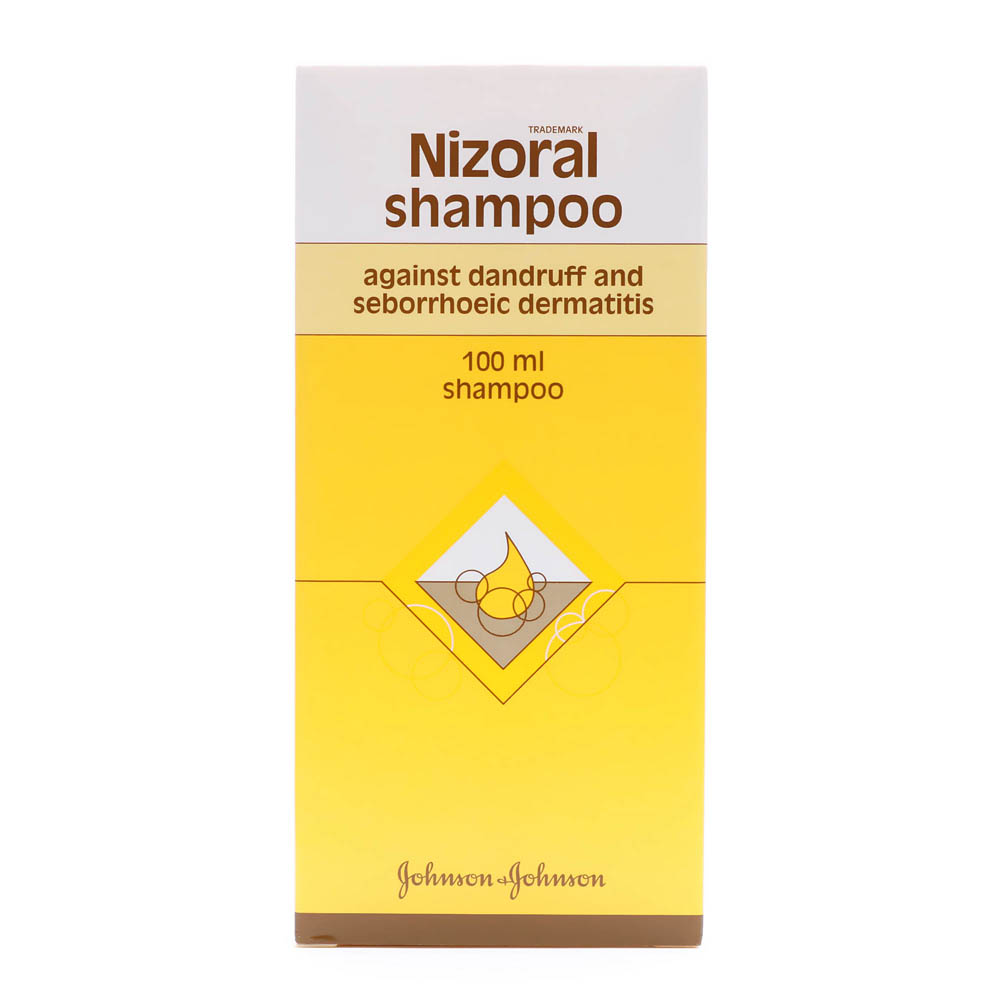 TRADEMARK
Nizoral
shampoo
against dandruff and
seborrhoeic dermatitis
100 ml
shampoo
Johnson & Johnson